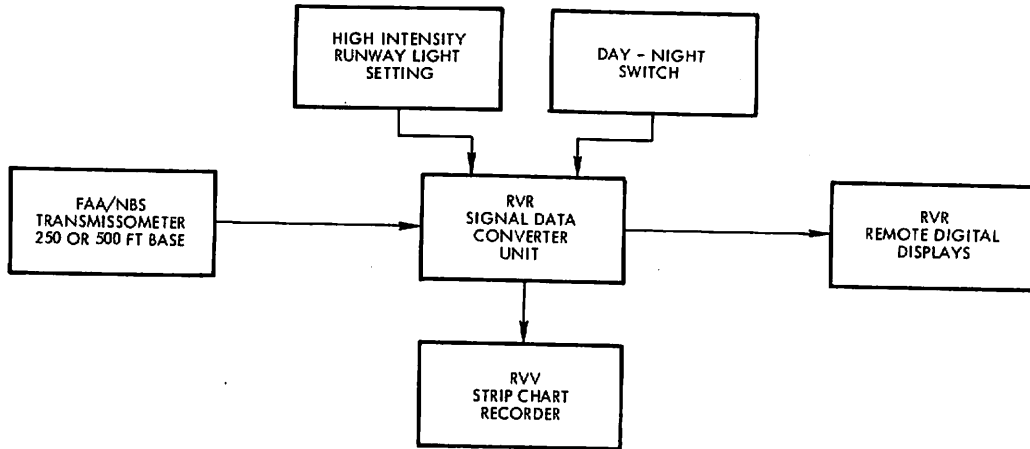 HIGH INTENSITY
RUNWAY LIGHT
SETTING
DAY - NIGHT
SWITCH
FAA/NBS
TRANSMISSOMETER
250 OR 500 FT BASE
RVR
SIGNAL DATA
CONVERTER
UNIT
RVR
REMOTE DIGITAL
DISPLAYS
RVV
STRIP CHART
RECORDER